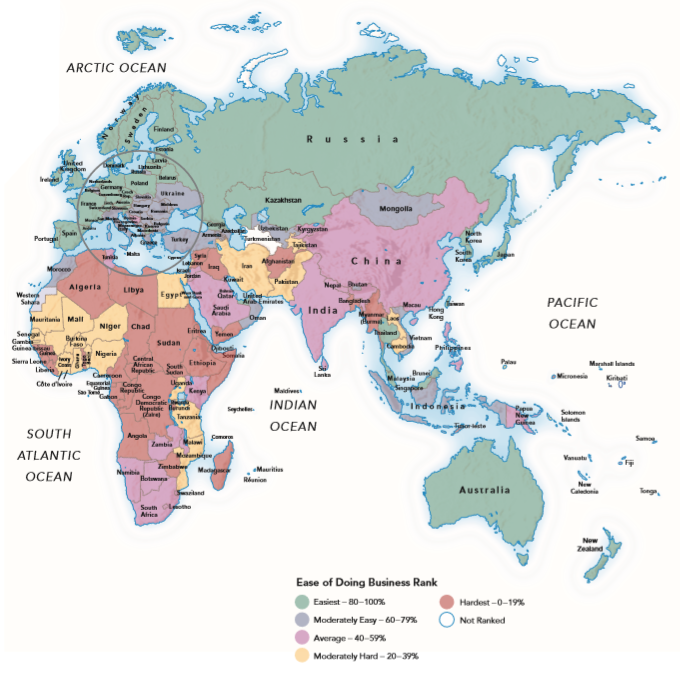 ARCTIC OCEAN
Norway
Sweden
Finland
Russia
Estonia
Latvia
Lithuania
Denmark
United
Kingdom
Ireland
Belarus
Poland
Germany
Ukraine
France
Portugal
Spain
Kazakhstan
Mongolia
Georgia
Uzbekistan
Turkmenistan
Kyrgyzstan
Tajikistan
Turkey
Malta
Tunisia
Morocco
Syria
Lebanon
Israel
Jordan
Iraq
Iran
Afghanistan
Pakistan
Kuwait
Qatar
Saudi
Arabia
United
Arab Emirates
Oman
Yemen
China
North
Korea
South
Korea
Japan
Nepal
Bhutan
Bangladesh
India
Myanmar
(Burma)
Laos
Thailand
Cambodia
Vietnam
Macau
Hong
Kong
Taiwan
Philippines
PACIFIC
OCEAN
Western
Sahara
Algeria
Libya
Egypt
Mauritania
Mali
Niger
Chad
Sudan
Eritrea
Djibouti
Somalia
Senegal
Gambia
Guinea Bissau
Guinea
Sierra Leone
Liberia
Burkina
Faso
Ivory
Coast
Ghana
Côte d'Ivoire
Nigeria
Cameroon
Equatorial
Guinea
São Tomé
Gabon
Central
African
Republic
South
Sudan
Ethiopia
Congo
Republic
Congo
Democratic
Republic
(Zaire)
Uganda
Kenya
Rwanda
Burundi
Tanzania
Angola
Zambia
Malawi
Mozambique
Comoros
Zimbabwe
Namibia
Botswana
Madagascar
Mauritius
Réunion
Swaziland
Lesotho
South
Africa
Seychelles
Maldives
Sri
Lanka
INDIAN
OCEAN
SOUTH
ATLANTIC
OCEAN
Brunei
Malaysia
Singapore
Indonesia
Timor-Leste
Papua
New
Guinea
Palau
Micronesia
Marshall Islands
Kiribati
Solomon
Islands
Samoa
Vanuatu
Fiji
New
Caledonia
Tonga
Australia
New
Zealand
Ease of Doing Business Rank
Easiest – 80–100%
Moderately Easy – 60–79%
Average – 40–59%
Moderately Hard – 20–39%
Hardest – 0–19%
Not Ranked